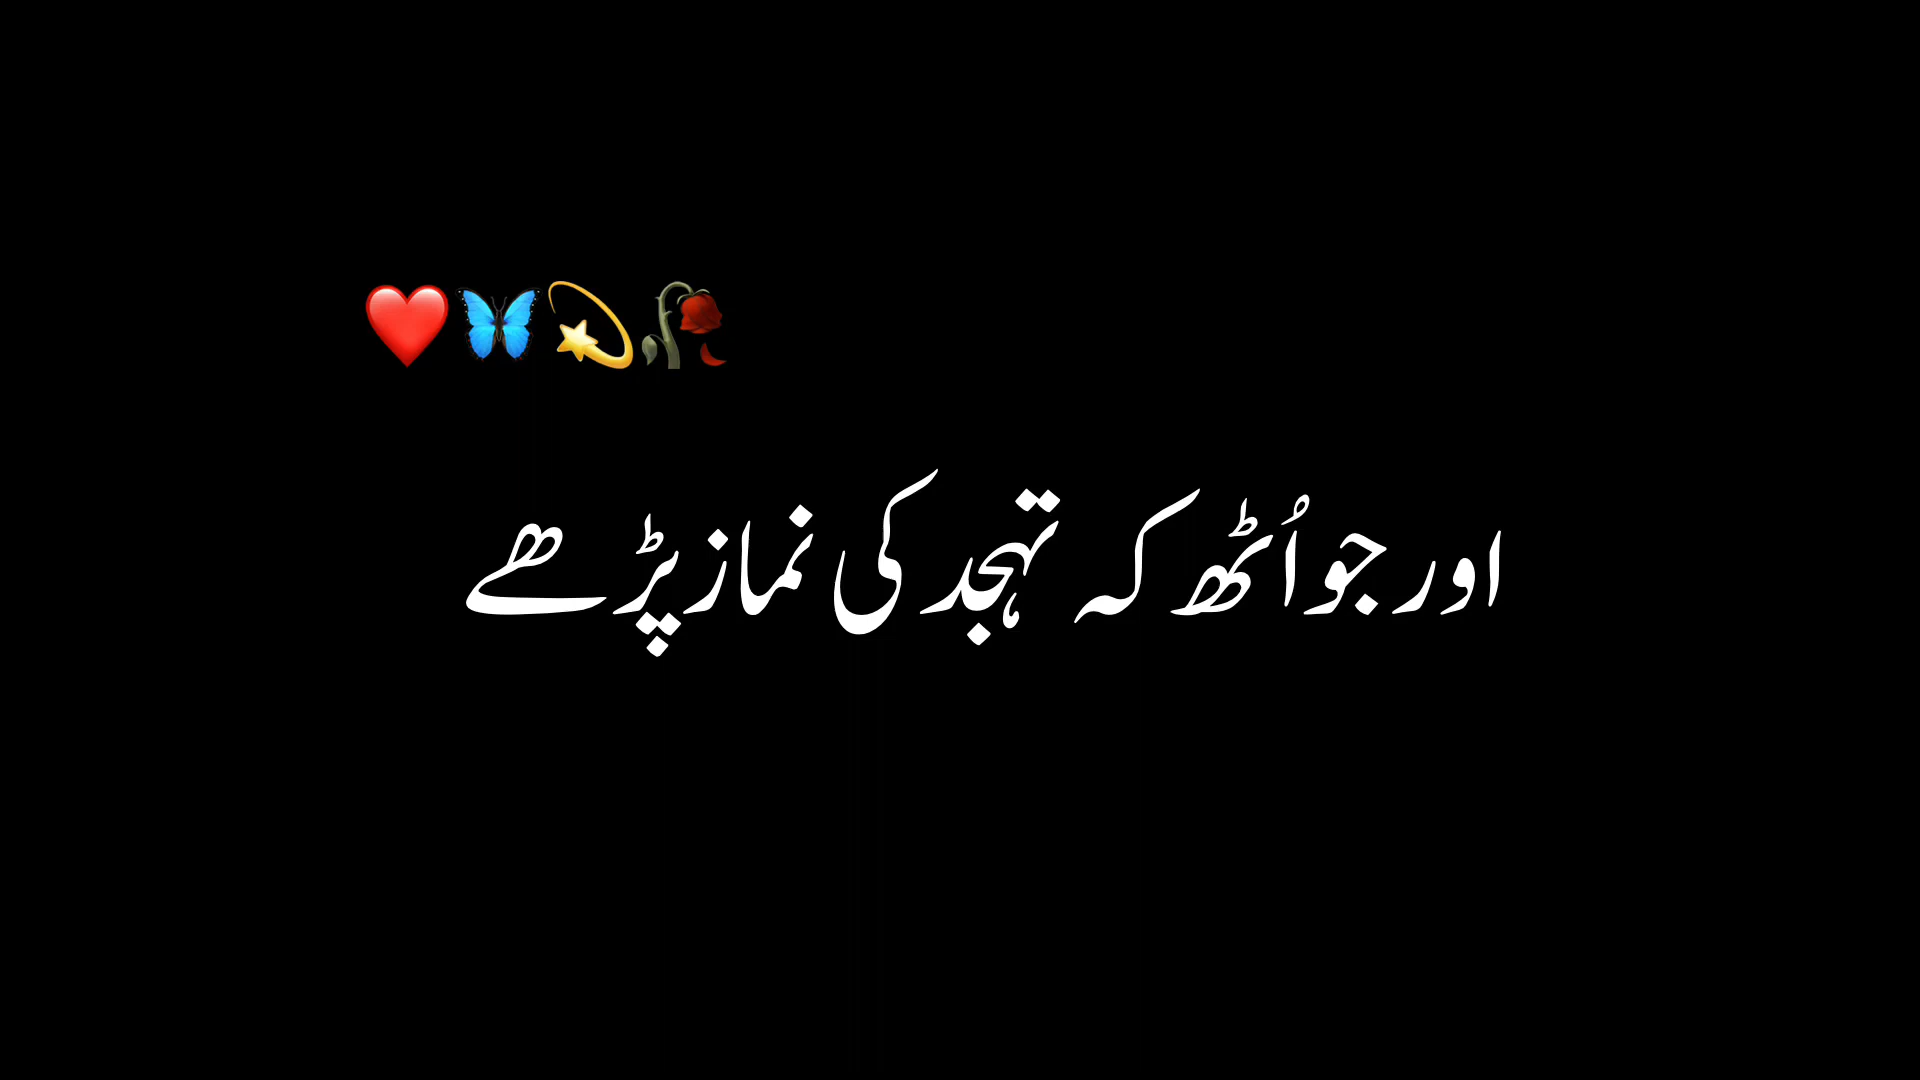 ❤️🦋💫🥀
اور جو اُٹھ کہ تہجد کی نماز پڑھے